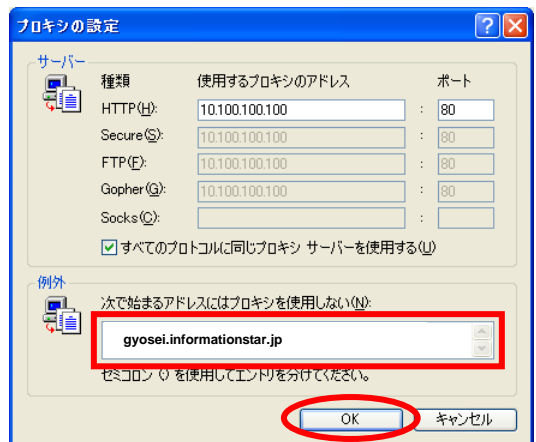 プロキシの設定
サーバー
種類 使用するプロキシのアドレス ポート
HTTP(H): 10.100.100.100 : 80
Secure(S): 10.100.100.100 : 80
FTP(F): 10.100.100.100 : 80
Gopher(G): 10.100.100.100 : 80
Socks(C): :
すべてのプロトコルに同じプロキシ サーバーを使用する(U)
例外
次で始まるアドレスにはプロキシを使用しない(N):
gyosei.informationstar.jp
セミコロン (;) を使用してエントリを分けてください。
OK キャンセル